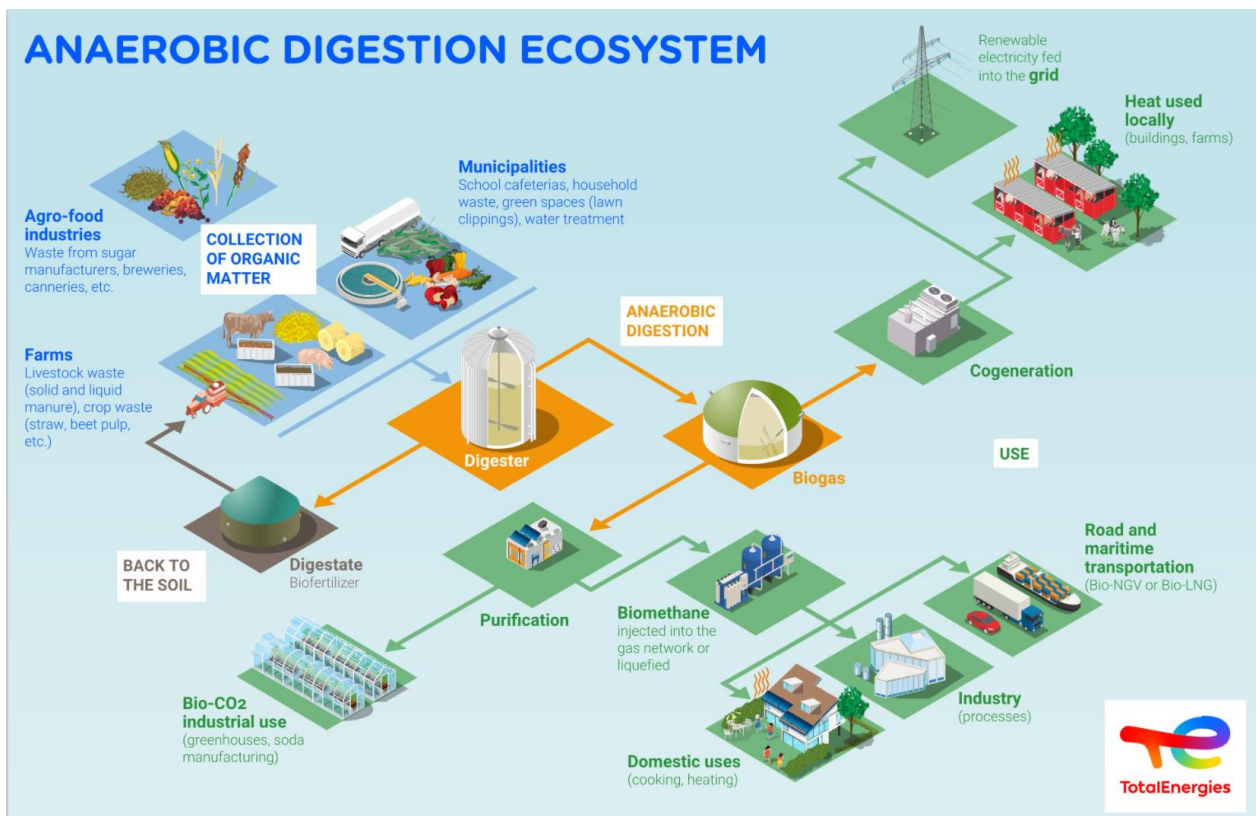 ANAEROBIC DIGESTION ECOSYSTEM
Renewable
electricity fed
into the grid
Heat used
locally
(buildings, farms)
Municipalities
School cafeterias, household
waste, green spaces (lawn
clippings), water treatment
Agro-food
industries
Waste from sugar
manufacturers, breweries,
canneries, etc.
COLLECTION
OF ORGANIC
MATTER
ANAEROBIC
DIGESTION
Farms
Livestock waste
(solid and liquid
manure), crop waste
(straw, beet pulp,
etc.)
Cogeneration
Digester
Biogas
USE
BACK TO
THE SOIL
Digestate
Biofertilizer
Purification
Biomethane
injected into the
gas network or
liquefied
Road and
maritime
transportation
(Bio-NGV or Bio-LNG)
Bio-CO2
industrial use
(greenhouses, soda
manufacturing)
Industry
(processes)
Domestic uses
(cooking, heating)
TotalEnergies